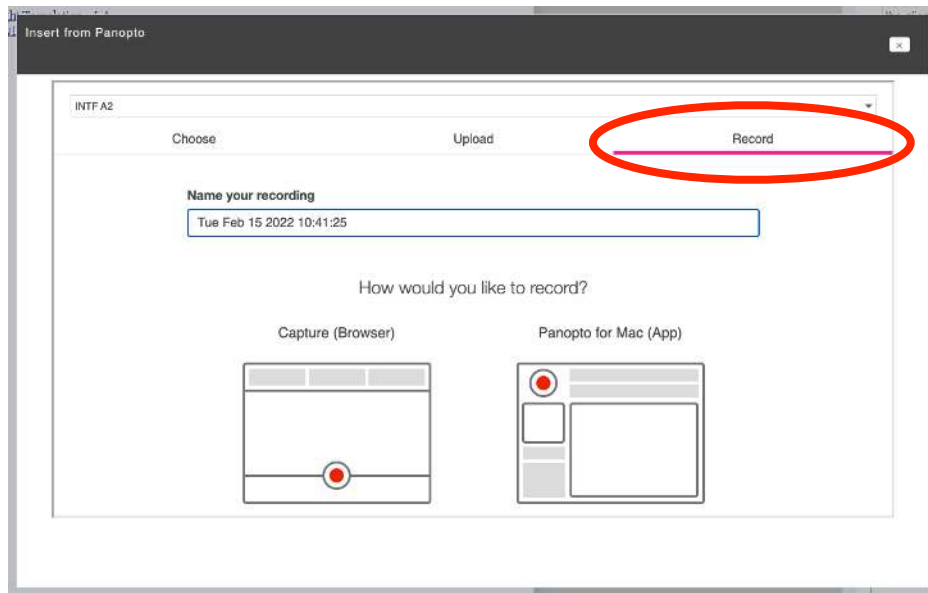 Insert from Panopto
INTF A2
Choose Upload Record
Name your recording
Tue Feb 15 2022 10:41:25
How would you like to record?
Capture (Browser) Panopto for Mac (App)